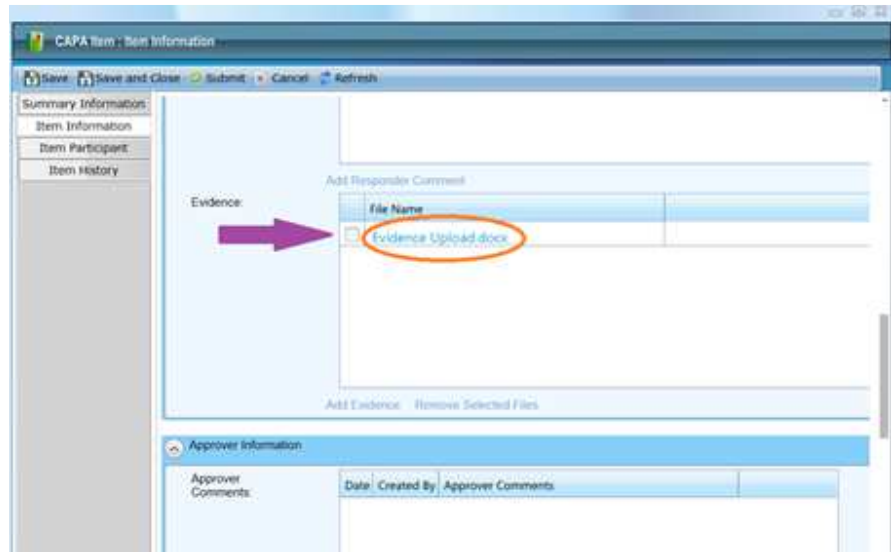 CAPA Item : Item Information
Save Save and Close Submit Cancel Refresh
Summary Information
Item Information
Item Participant
Item History
Add Responder Comment
Evidence:
File Name
Evidence Upload.docx
Add Evidence Remove Selected Files
Approver Information
Approver
Comments:
Date Created By Approver Comments